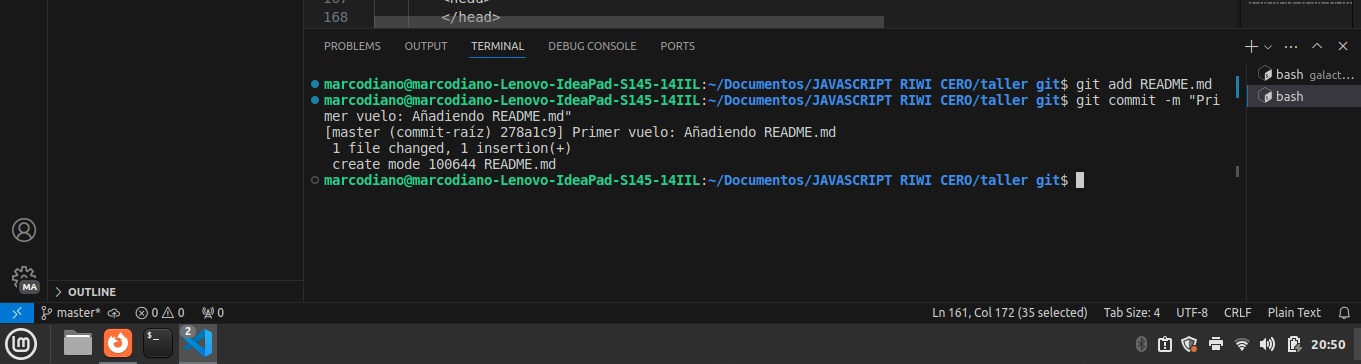 167 <head>
168 </head>
PROBLEMS OUTPUT TERMINAL DEBUG CONSOLE PORTS
marcodiano@marcodiano-Lenovo-IdeaPad-S145-14IIL:~/Documentos/JAVASCRIPT RIWI CERO/taller git$ git add README.md
marcodiano@marcodiano-Lenovo-IdeaPad-S145-14IIL:~/Documentos/JAVASCRIPT RIWI CERO/taller git$ git commit -m "Pri
mer vuelo: Añadiendo README.md"
[master (commit-raíz) 278a1c9] Primer vuelo: Añadiendo README.md
1 file changed, 1 insertion(+)
create mode 100644 README.md
marcodiano@marcodiano-Lenovo-IdeaPad-S145-14IIL:~/Documentos/JAVASCRIPT RIWI CERO/taller git$
bash galact...
bash
MA
OUTLINE
master* 0 0 0 Ln 161, Col 172 (35 selected) Tab Size: 4 UTF-8 CRLF Plain Text
lm $_ 2 20:50